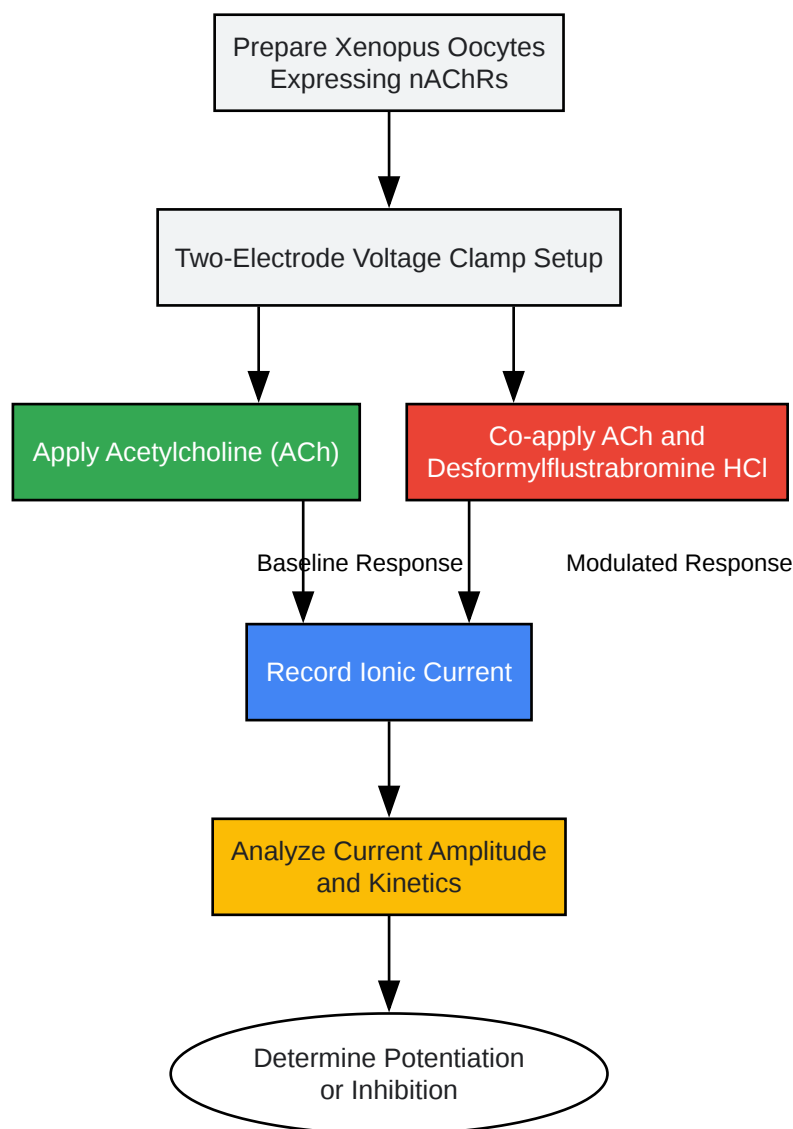 Prepare Xenopus Oocytes
Expressing nAChRs
Two-Electrode Voltage Clamp Setup
Apply Acetylcholine (ACh)
Co-apply ACh and
Desformylflustrabromine HCl
Baseline Response
Modulated Response
Record Ionic Current
Analyze Current Amplitude
and Kinetics
Determine Potentiation
or Inhibition